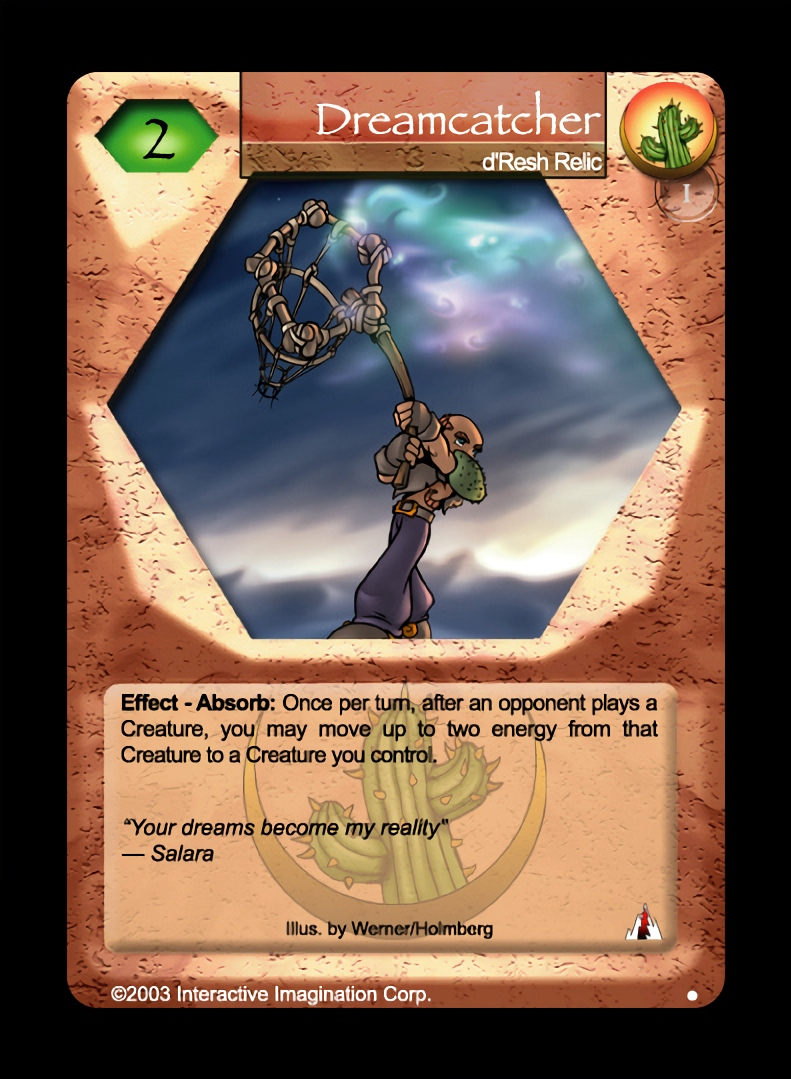 2
Dreamcatcher
d'Resh Relic
I
Effect - Absorb: Once per turn, after an opponent plays a
Creature, you may move up to two energy from that
Creature to a Creature you control.
"Your dreams become my reality"
— Salara
Illus. by Werner/Holmberg
©2003 Interactive Imagination Corp.